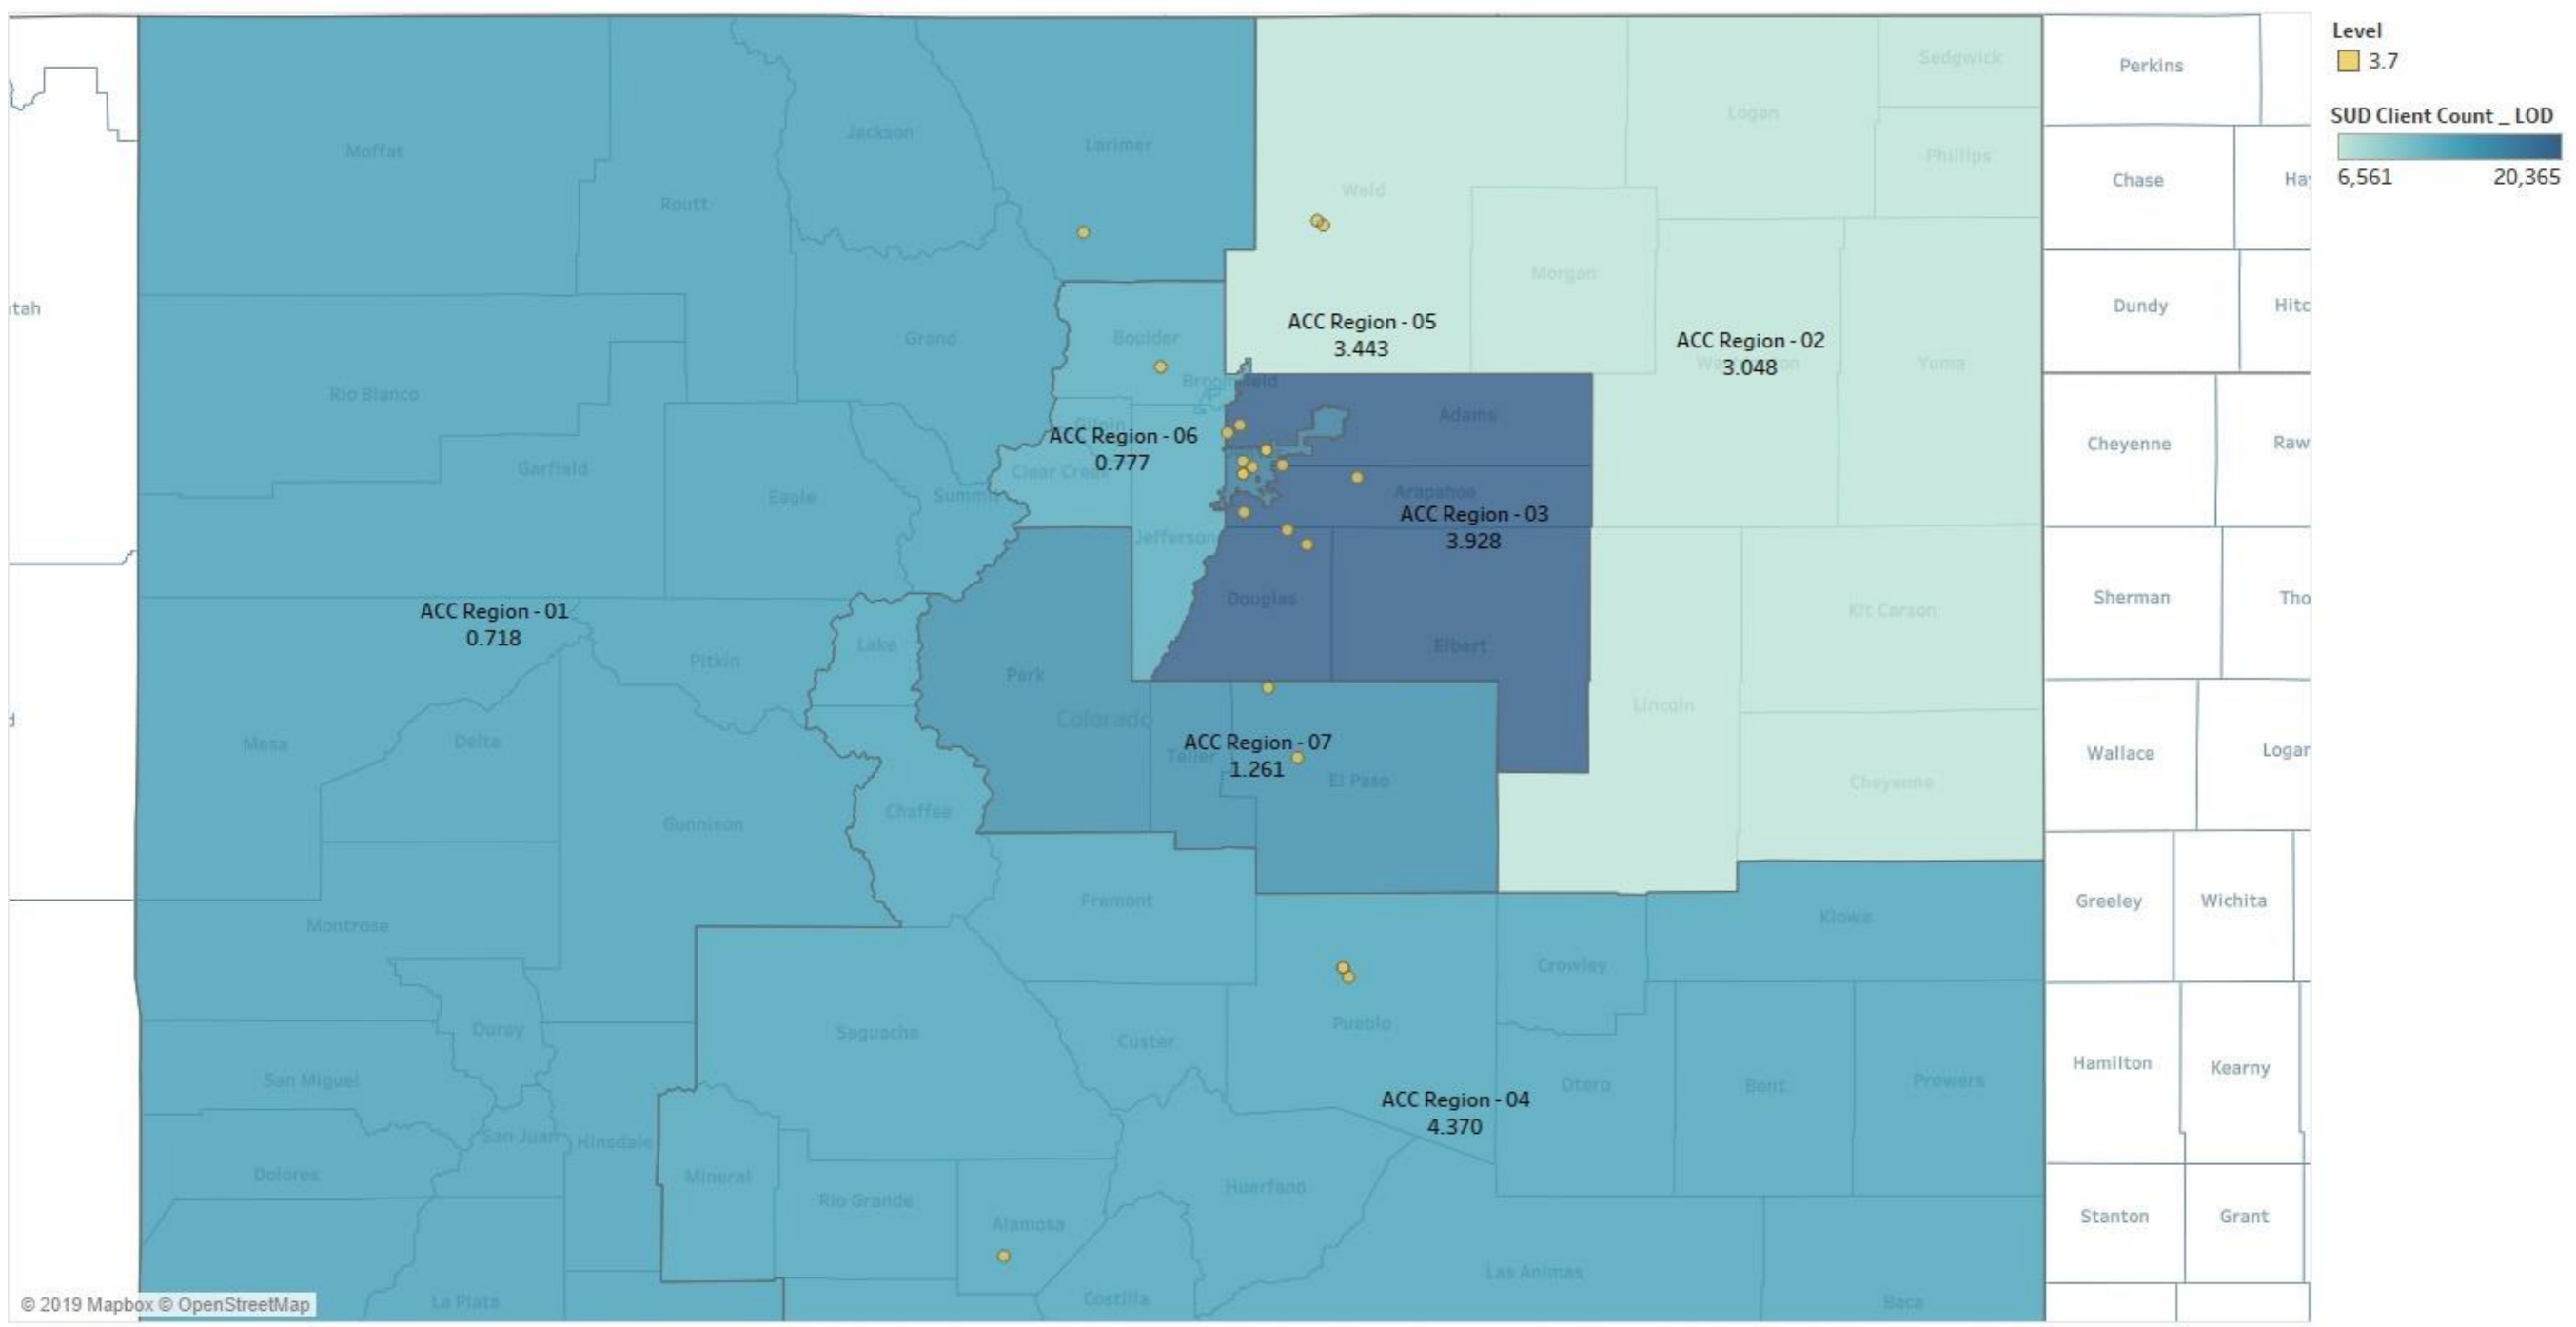 Level
3.7
SUD Client Count _ LOD
6,561 20,365
Sedgwick
Perkins
Logan
Jackson
Larimer
Moffat
Phillips
Chase
Weld
Routt
Morgan
tah
Dundy
ACC Region - 05
3.443
Boulder
Grand
ACC Region - 02
3.048
Yuma
Rio Blanco
Adams
ACC Region - 06
0.777
Cheyenne
Garfield
Clear Creek
Eagle
Arapahoe
ACC Region - 03
3.928
Jefferson
Douglas
Sherman
ACC Region - 01
0.718
Kit Carson
Lake
Elbert
Pitkin
Park
Lincoln
Colorado
Mesa
Delta
ACC Region - 07
1.261
Teller
El Paso
Wallace
Logan
Cheyenne
Chaffee
Gunnison
Fremont
Greeley
Wichita
Montrose
Kiowa
Crowley
Pueblo
Ouray
Saguache
Custer
Hamilton
Kearny
San Miguel
Otero
Bent
Prowers
ACC Region - 04
4.370
San Juan
Hinsdale
Dolores
Mineral
Huerfano
Rio Grande
Alamosa
Stanton
Grant
Las Animas
Costilla
La Plata
Baca
© 2019 Mapbox © OpenStreetMap